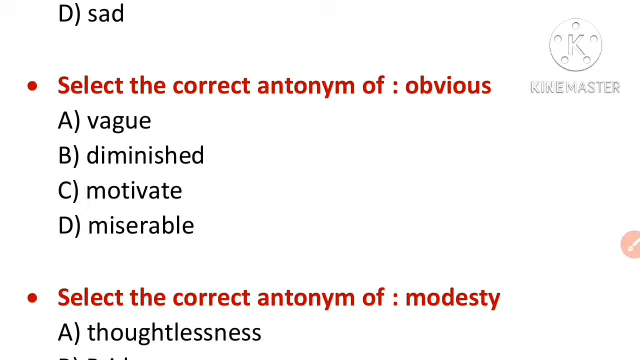 D) sad
K
KINEMASTER
• Select the correct antonym of : obvious
A) vague
B) diminished
C) motivate
D) miserable
• Select the correct antonym of : modesty
A) thoughtlessness